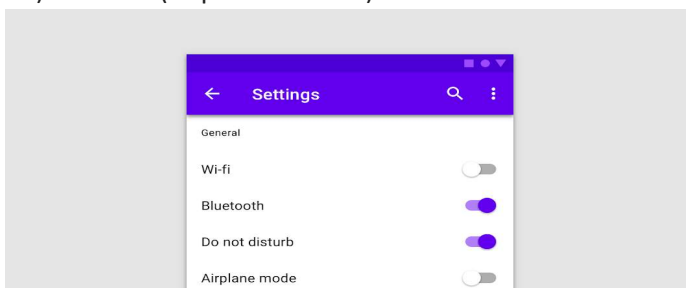 Settings
General
Wi-fi
Bluetooth
Do not disturb
Airplane mode